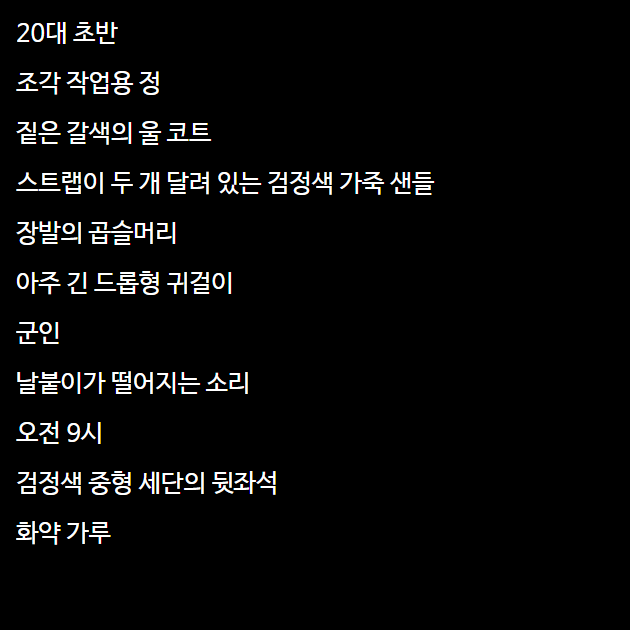 20대 초반
조각 작업용 정
짙은 갈색의 울 코트
스트랩이 두 개 달려 있는 검정색 가죽 샌들
장발의 곱슬머리
아주 긴 드롭형 귀걸이
군인
날붙이가 떨어지는 소리
오전 9시
검정색 중형 세단의 뒷좌석
화약 가루